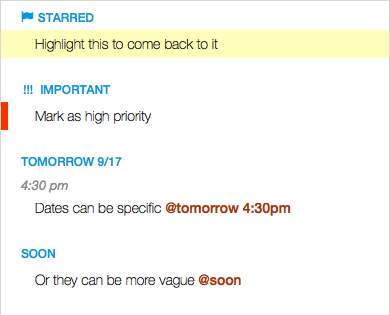 STARRED
Highlight this to come back to it
!!! IMPORTANT
Mark as high priority
TOMORROW 9/17
4:30 pm
Dates can be specific @tomorrow 4:30pm
SOON
Or they can be more vague @soon